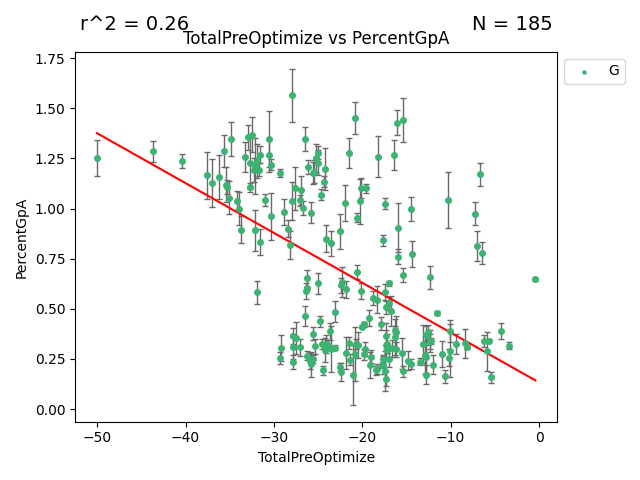 r^2 = 0.26
N = 185
TotalPreOptimize vs PercentGpA
G
PercentGpA
1.75
1.50
1.25
1.00
0.75
0.50
0.25
0.00
−50
−40
−30
−20
−10
0
TotalPreOptimize